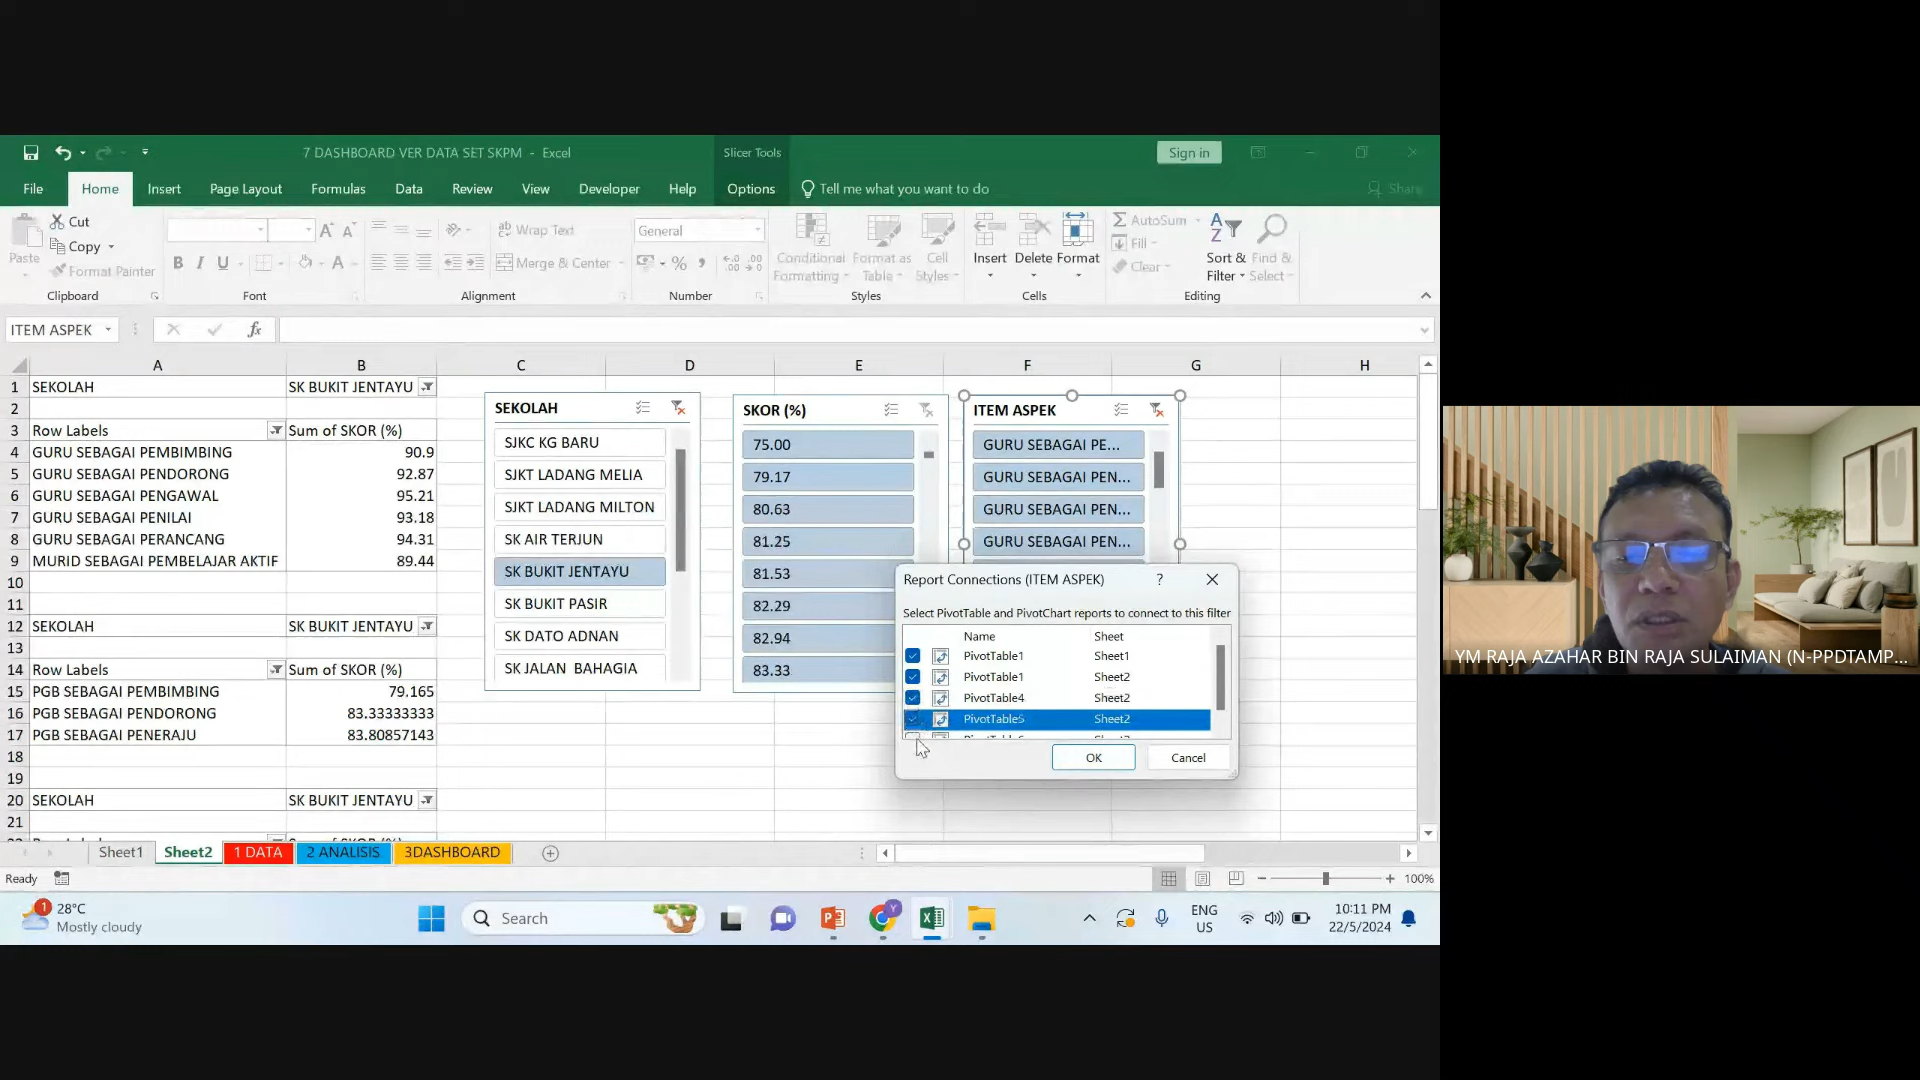 7 DASHBOARD VER DATA SET SKPM - Excel
Slicer Tools
Sign in
File Home Insert Page Layout Formulas Data Review View Developer Help Options Tell me what you want to do Share
Paste
Cut
Copy
Format Painter
Clipboard
B I U
Font
Wrap Text
Merge & Center
Alignment
General
Number
Conditional Formatting
Format as Table
Cell Styles
Styles
Insert
Delete
Format
Cells
AutoSum
Fill
Clear
Sort & Filter
Find & Select
Editing
ITEM ASPEK
fx
A B C D E F G H
1 SEKOLAH SK BUKIT JENTAYU
2
3 Row Labels Sum of SKOR (%)
4 GURU SEBAGAI PEMBIMBING 90.9
5 GURU SEBAGAI PENDORONG 92.87
6 GURU SEBAGAI PENGAWAL 95.21
7 GURU SEBAGAI PENILAI 93.18
8 GURU SEBAGAI PERANCANG 94.31
9 MURID SEBAGAI PEMBELAJAR AKTIF 89.44
10
11
12 SEKOLAH SK BUKIT JENTAYU
13
14 Row Labels Sum of SKOR (%)
15 PGB SEBAGAI PEMBIMBING 79.165
16 PGB SEBAGAI PENDORONG 83.33333333
17 PGB SEBAGAI PENERAJU 83.80857143
18
19
20 SEKOLAH SK BUKIT JENTAYU
21
SEKOLAH
SJKC KG BARU
SJKT LADANG MELIA
SJKT LADANG MILTON
SK AIR TERJUN
SK BUKIT JENTAYU
SK BUKIT PASIR
SK DATO ADNAN
SK JALAN BAHAGIA
SKOR (%)
75.00
79.17
80.63
81.25
81.53
82.29
82.94
83.33
ITEM ASPEK
GURU SEBAGAI PE...
GURU SEBAGAI PEN...
GURU SEBAGAI PEN...
GURU SEBAGAI PEN...
Report Connections (ITEM ASPEK) ?
Select PivotTable and PivotChart reports to connect to this filter
Name Sheet
PivotTable1 Sheet1
PivotTable1 Sheet2
PivotTable4 Sheet2
PivotTable5 Sheet2
OK Cancel
Sheet1 Sheet2 1 DATA 2 ANALISIS 3DASHBOARD
Ready
100%
1
28°C
Mostly cloudy
Search
Y
ENG
US
10:11 PM
22/5/2024
YM RAJA AZAHAR BIN RAJA SULAIMAN (N-PPDTAMP...